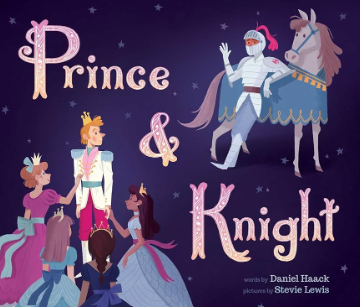 Prince
&
Knight
words by Daniel Haack
pictures by Stevie Lewis